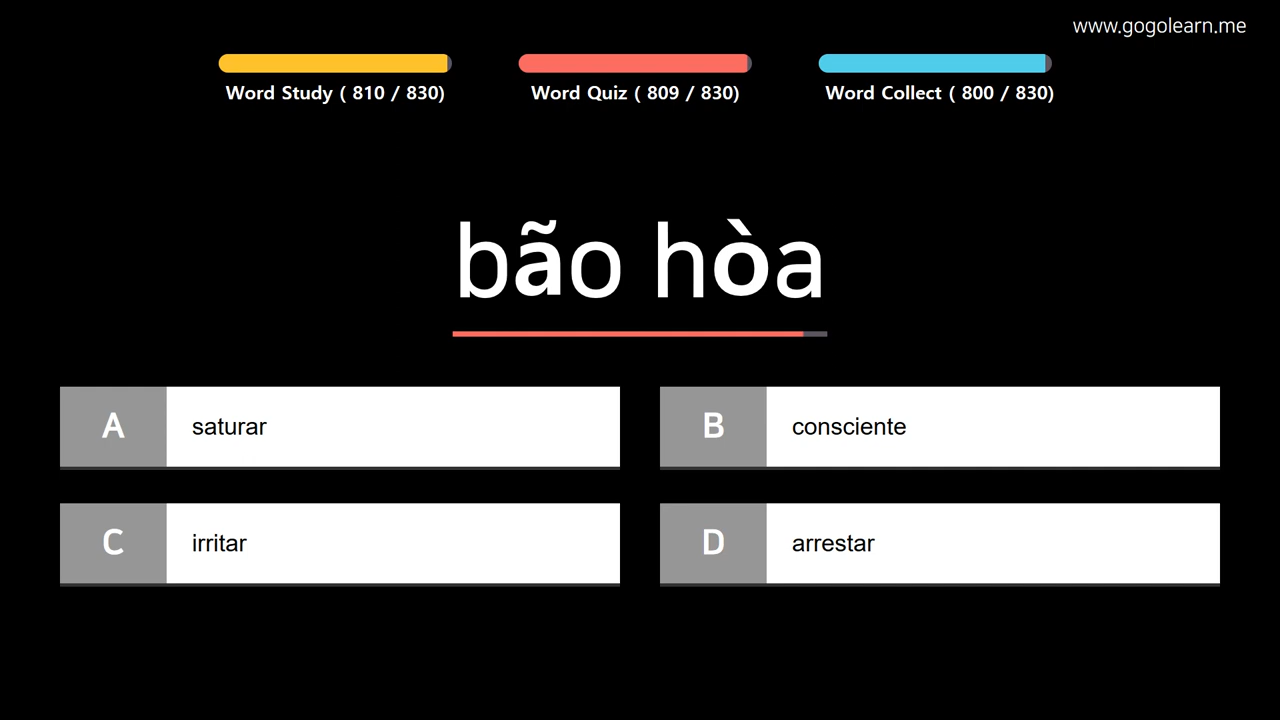 www.gogolearn.me
Word Study ( 810 / 830)
Word Quiz ( 809 / 830)
Word Collect ( 800 / 830)
bão hòa
A saturar
B consciente
C irritar
D arrestar